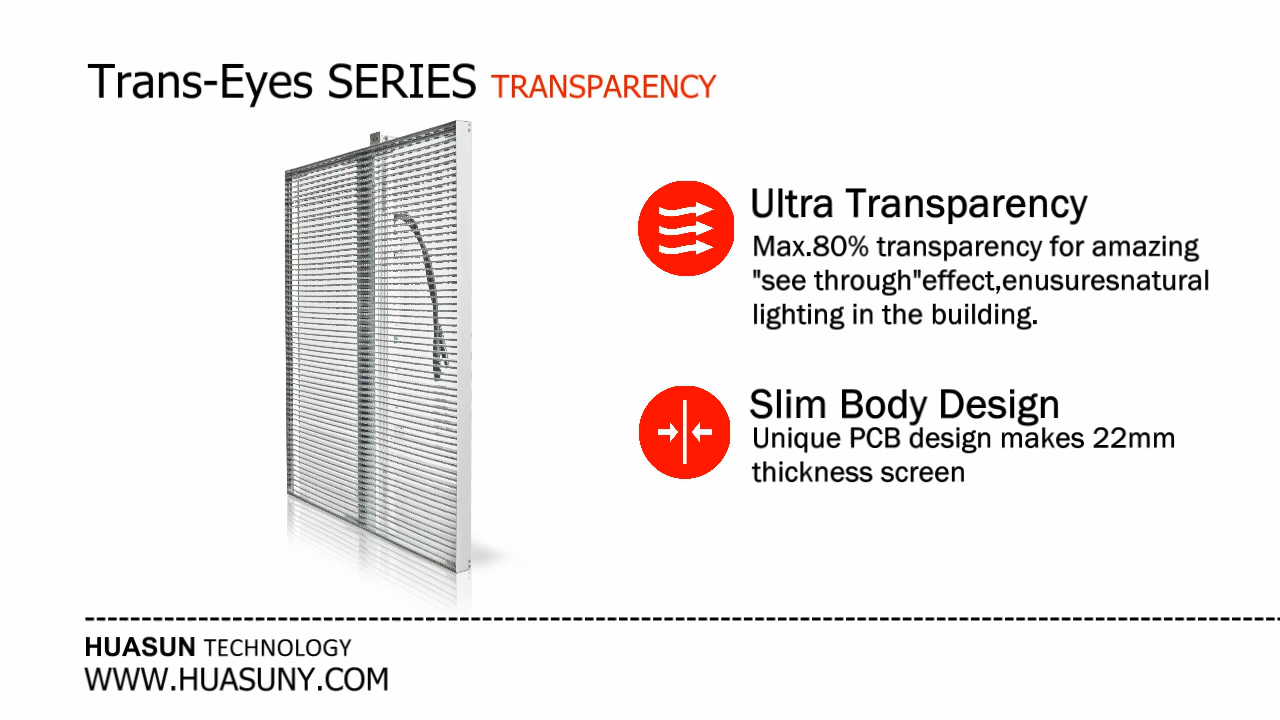 Trans-Eyes SERIES TRANSPARENCY
Ultra Transparency
Max.80% transparency for amazing
"see through"effect,enusuresnatural
lighting in the building.
Slim Body Design
Unique PCB design makes 22mm
thickness screen
HUASUN TECHNOLOGY
WWW.HUASUNY.COM